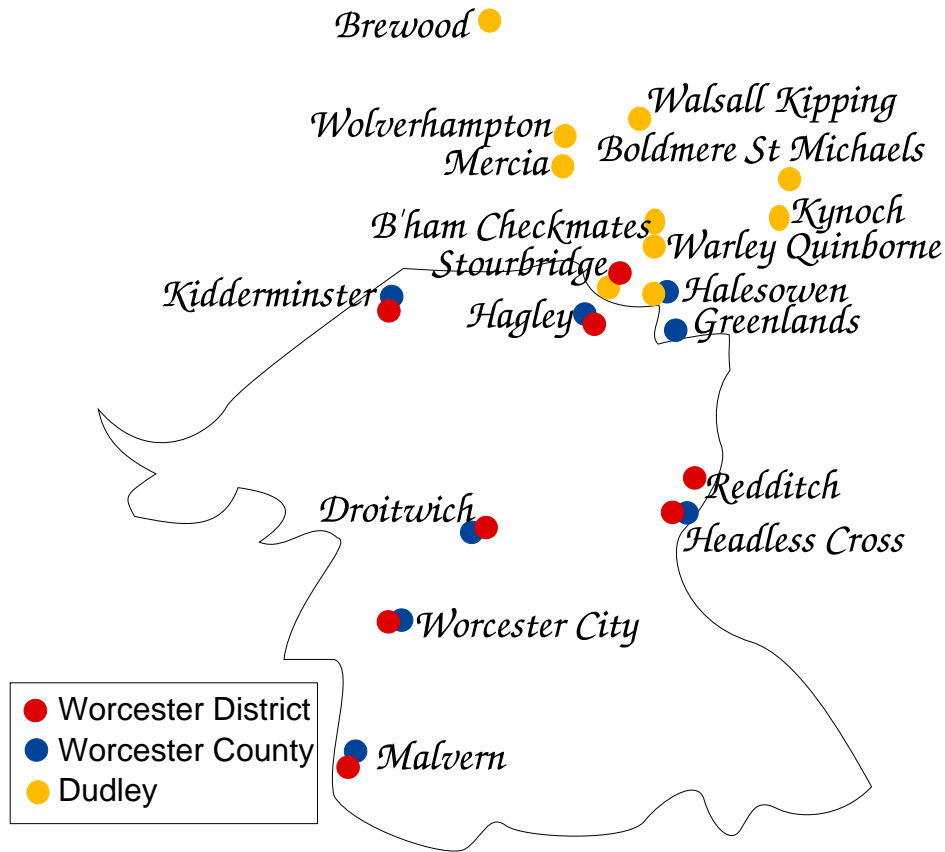 Brewood
Walsall Kipping
Wolverhampton
Boldmere St Michaels
Mercia
Kynoch
B'ham Checkmates
Warley Quinborne
Stourbridge
Kidderminster
Halesowen
Hagley
Greenlands
Redditch
Droitwich
Headless Cross
Worcester City
Malvern
Worcester District
Worcester County
Dudley